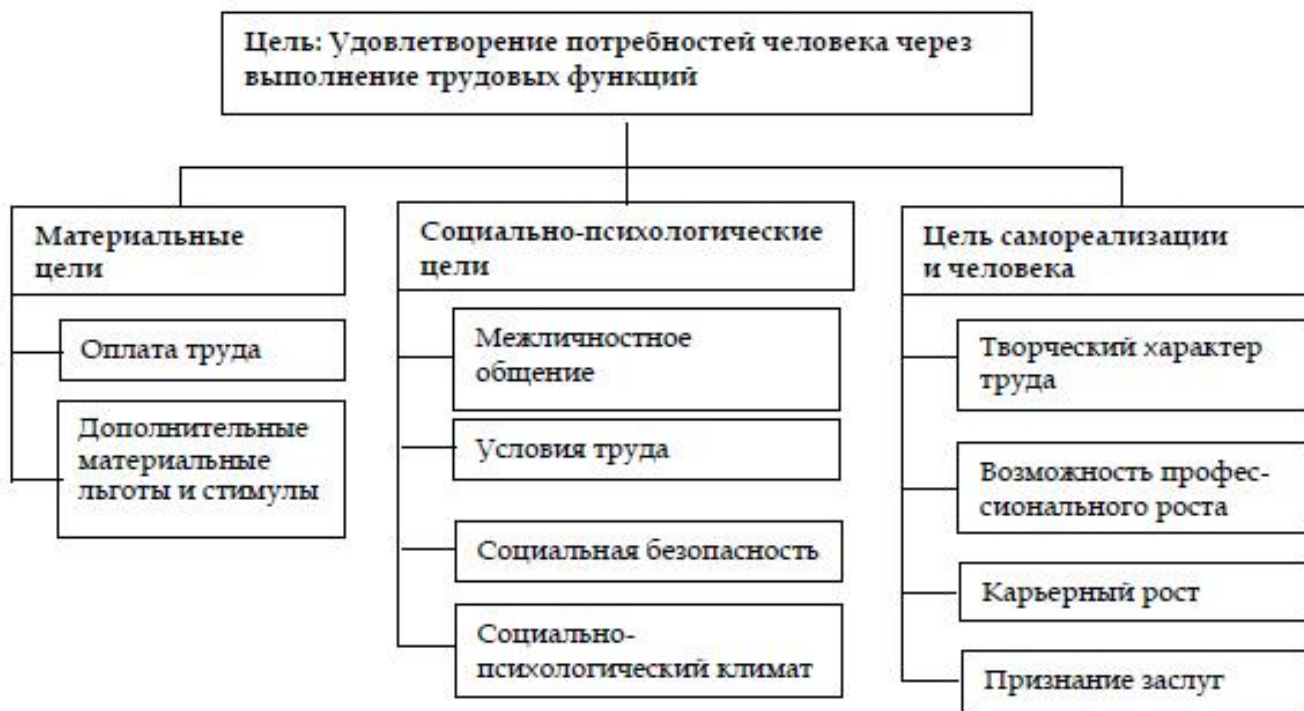 Цель: Удовлетворение потребностей человека через
выполнение трудовых функций
Материальные
цели
Оплата труда
Дополнительные
материальные
льготы и стимулы
Социально-психологические
цели
Межличностное
общение
Условия труда
Социальная безопасность
Социально-
психологический климат
Цель самореализации
и человека
Творческий характер
труда
Возможность профес-
сионального роста
Карьерный рост
Признание заслуг